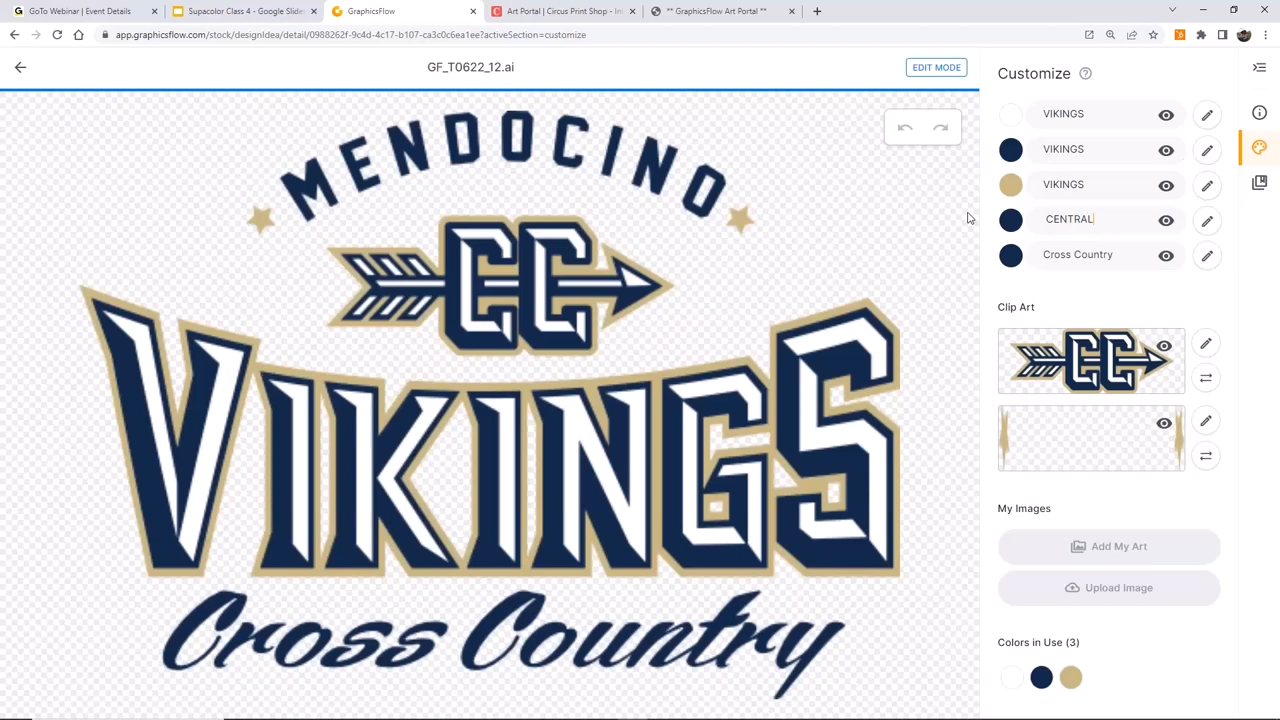 GoTo Webinar | Event Details
Supacolor Class 4 - Google Slides
GraphicsFlow
Art Portal | Circus Print Shop - In
** GraphicsFlow Art Portal **
app.graphicsflow.com/stock/designIdea/detail/0988262f-9c4d-4c17-b107-ca3c0c6ea1ee?activeSection=customize
GF_T0622_12.ai
EDIT MODE
MENDOCINO
CC
VIKINGS
Cross Country
Customize
VIKINGS
VIKINGS
VIKINGS
CENTRAL
Cross Country
Clip Art
CC
My Images
Add My Art
Upload Image
Colors in Use (3)